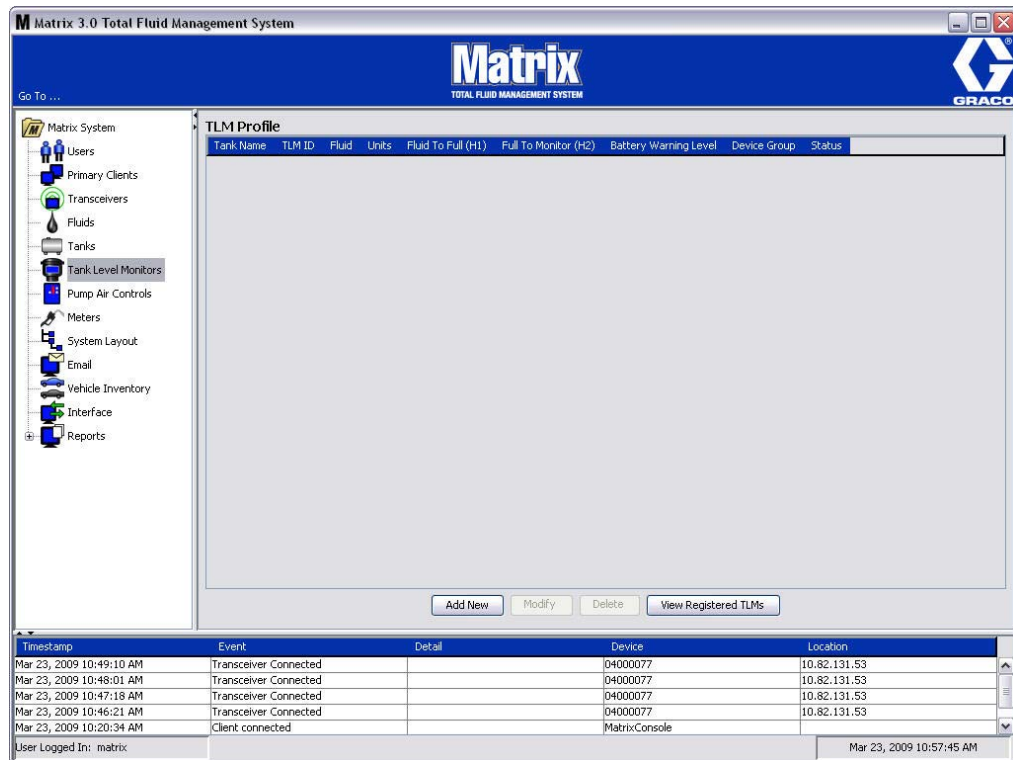 Matrix 3.0 Total Fluid Management System
Matrix
TOTAL FLUID MANAGEMENT SYSTEM
Go To ...
GRACO
Matrix System
Users
Primary Clients
Transceivers
Fluids
Tanks
Tank Level Monitors
Pump Air Controls
Meters
System Layout
Email
Vehicle Inventory
Interface
Reports
TLM Profile
Tank Name TLM ID Fluid Units Fluid To Full (H1) Full To Monitor (H2) Battery Warning Level Device Group Status
Add New Modify Delete View Registered TLMs
Timestamp Event Detail Device Location
Mar 23, 2009 10:49:10 AM Transceiver Connected 04000077 10.82.131.53
Mar 23, 2009 10:48:01 AM Transceiver Connected 04000077 10.82.131.53
Mar 23, 2009 10:47:18 AM Transceiver Connected 04000077 10.82.131.53
Mar 23, 2009 10:46:21 AM Transceiver Connected 04000077 10.82.131.53
Mar 23, 2009 10:20:34 AM Client connected MatrixConsole
User Logged In: matrix Mar 23, 2009 10:57:45 AM